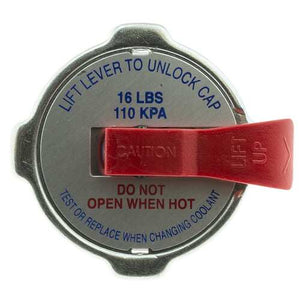 LIFT LEVER TO UNLOCK CAP
16 LBS
110 KPA
CAUTION
LIFT
UP
DO NOT
OPEN WHEN HOT
TEST OR REPLACE WHEN CHANGING COOLANT